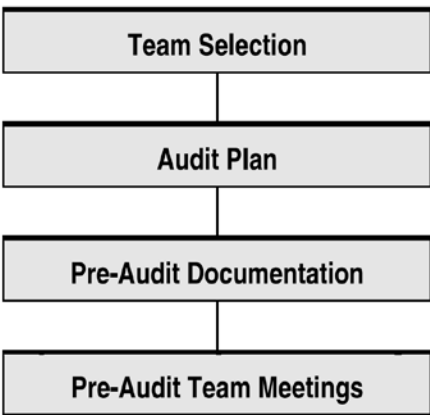 Team Selection
Audit Plan
Pre-Audit Documentation
Pre-Audit Team Meetings